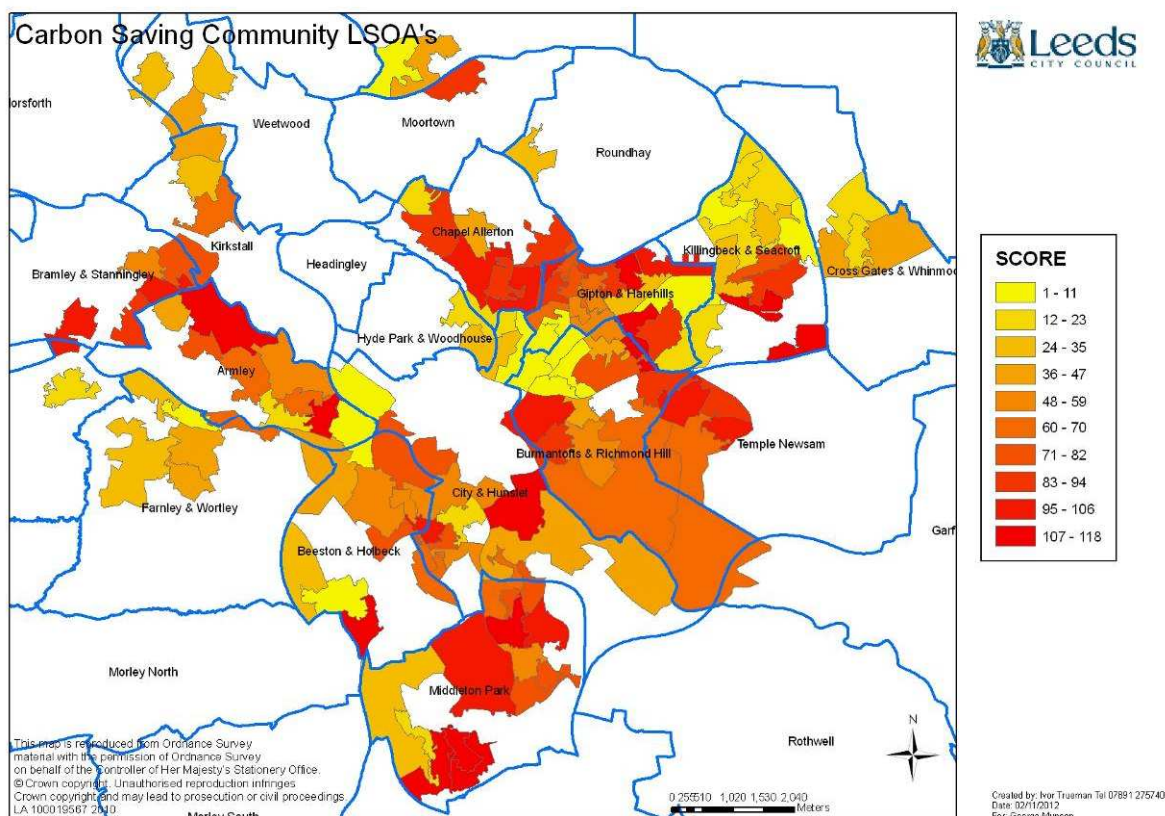 Carbon Saving Community LSOA's
Leeds
CITY COUNCIL
orsforth
Weetwood
Moortown
Roundhay
Kirkstall
Chapel Allerton
Killingbeck & Seacroft
Bramley & Stanningley
Headingley
Cross Gates & Whinmoo
Gipton & Harehills
Hyde Park & Woodhouse
Armley
Temple Newsam
Burmantofts & Richmond Hill
City & Hunslet
Farnley & Wortley
Garf
Beeston & Holbeck
Morley North
Middleton Park
Rothwell
Morley South
SCORE
1 - 11
12 - 23
24 - 35
36 - 47
48 - 59
60 - 70
71 - 82
83 - 94
95 - 106
107 - 118
This map is reproduced from Ordnance Survey
material with the permission of Ordnance Survey
on behalf of the Controller of Her Majesty's Stationery Office.
© Crown copyright. Unauthorised reproduction infringes
Crown copyright and may lead to prosecution or civil proceedings.
LA 100019567 2010
N
0 255510 1,020 1,530 2,040
Meters
Created by: Ivor Trueman Tel 07891 275740
Date: 02/11/2012
For: George Munson